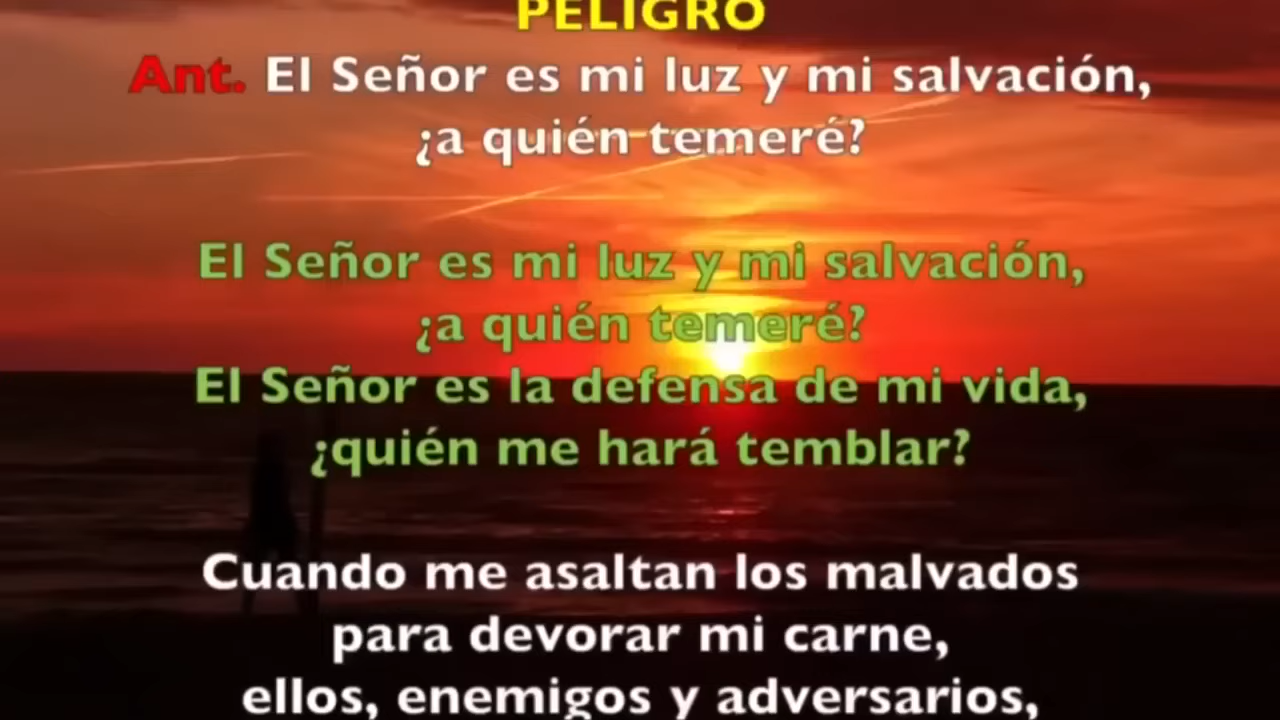 PELIGRO
Ant. El Señor es mi luz y mi salvación,
¿a quién temeré?
El Señor es mi luz y mi salvación,
¿a quién temeré?
El Señor es la defensa de mi vida,
¿quién me hará temblar?
Cuando me asaltan los malvados
para devorar mi carne,
ellos, enemigos y adversarios,